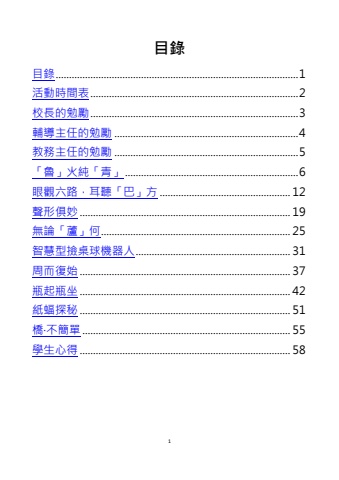 目錄
目錄 1
活動時間表 2
校長的勉勵 3
輔導主任的勉勵 4
教務主任的勉勵 5
「魯」火純「青」 6
眼觀六路．耳聽「巴」方 12
聲形俱妙 19
無論「蘆」何 25
智慧型撿桌球機器人 31
周而復始 37
瓶起瓶坐 42
紙蝠探秘 51
橋‧不簡單 55
學生心得 58
1